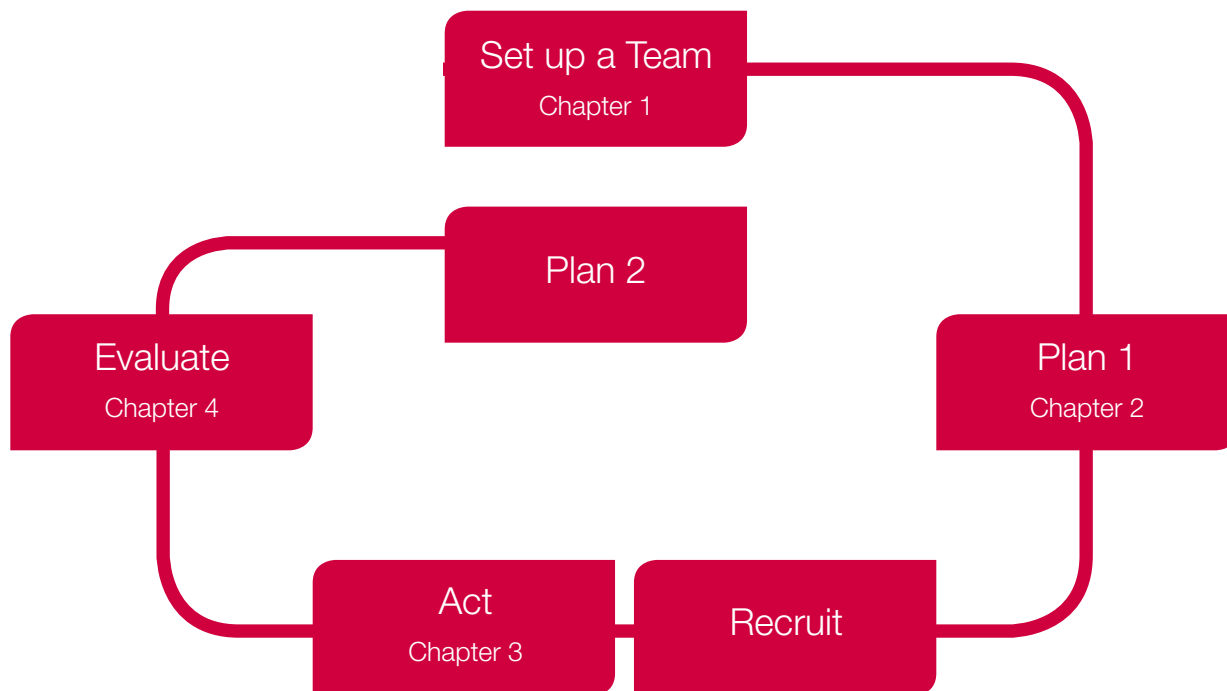 Set up a Team
Chapter 1
Plan 2
Evaluate
Chapter 4
Plan 1
Chapter 2
Act
Chapter 3
Recruit